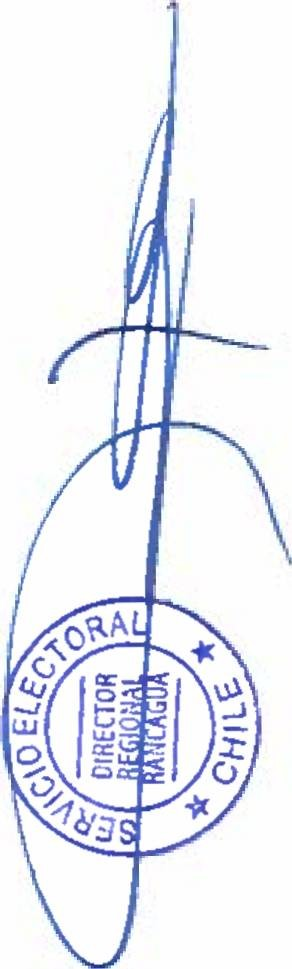 SERVICIO ELECTORAL
★ CHILE ★
DIRECTOR
REGIONAL
RANCAGUA